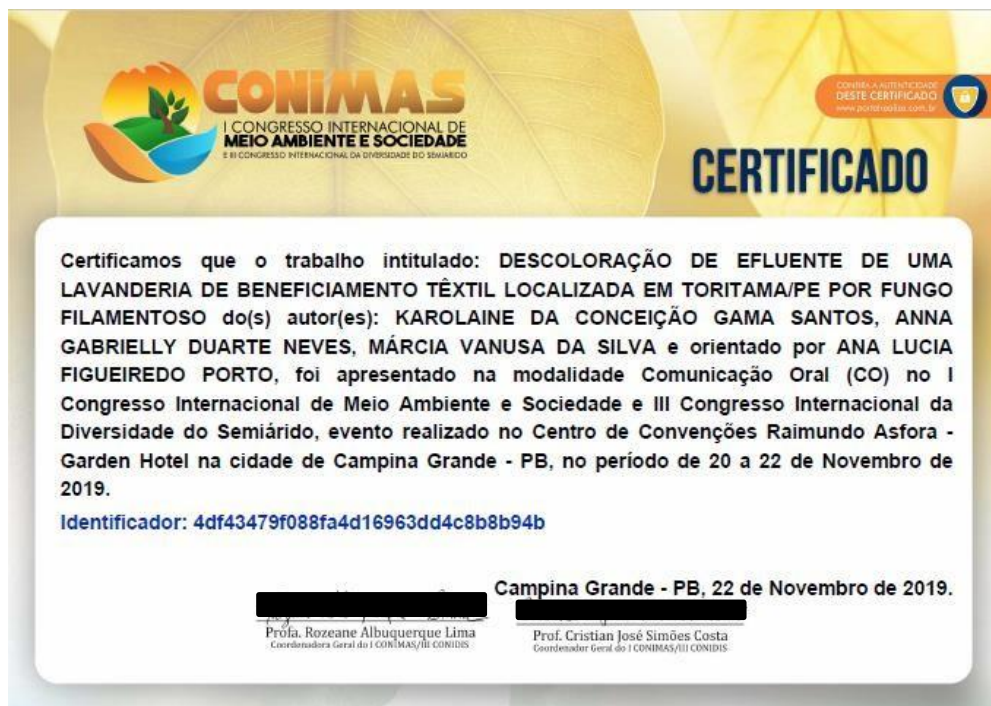 CONIMAS
I CONGRESSO INTERNACIONAL DE
MEIO AMBIENTE E SOCIEDADE
E III CONGRESSO INTERNACIONAL DA DIVERSIDADE DO SEMIÁRIDO
CONFIRA A AUTENTICIDADE
DESTE CERTIFICADO
CERTIFICADO
Certificamos que o trabalho intitulado: DESCOLORAÇÃO DE EFLUENTE DE UMA
LAVANDERIA DE BENEFICIAMENTO TÊXTIL LOCALIZADA EM TORITAMA/PE POR FUNGO
FILAMENTOSO do(s) autor(es): KAROLAINE DA CONCEIÇÃO GAMA SANTOS, ANNA
GABRIELLY DUARTE NEVES, MÁRCIA VANUSA DA SILVA e orientado por ANA LUCIA
FIGUEIREDO PORTO, foi apresentado na modalidade Comunicação Oral (CO) no I
Congresso Internacional de Meio Ambiente e Sociedade e III Congresso Internacional da
Diversidade do Semiárido, evento realizado no Centro de Convenções Raimundo Asfora -
Garden Hotel na cidade de Campina Grande - PB, no período de 20 a 22 de Novembro de
2019.
Identificador: 4df43479f088fa4d16963dd4c8b8b94b
Campina Grande - PB, 22 de Novembro de 2019.
Profa. Rozeane Albuquerque Lima
Coordenadora Geral do I CONIMAS/III CONIDIS
Prof. Cristian José Simões Costa
Coordenador Geral do I CONIMAS/III CONIDIS